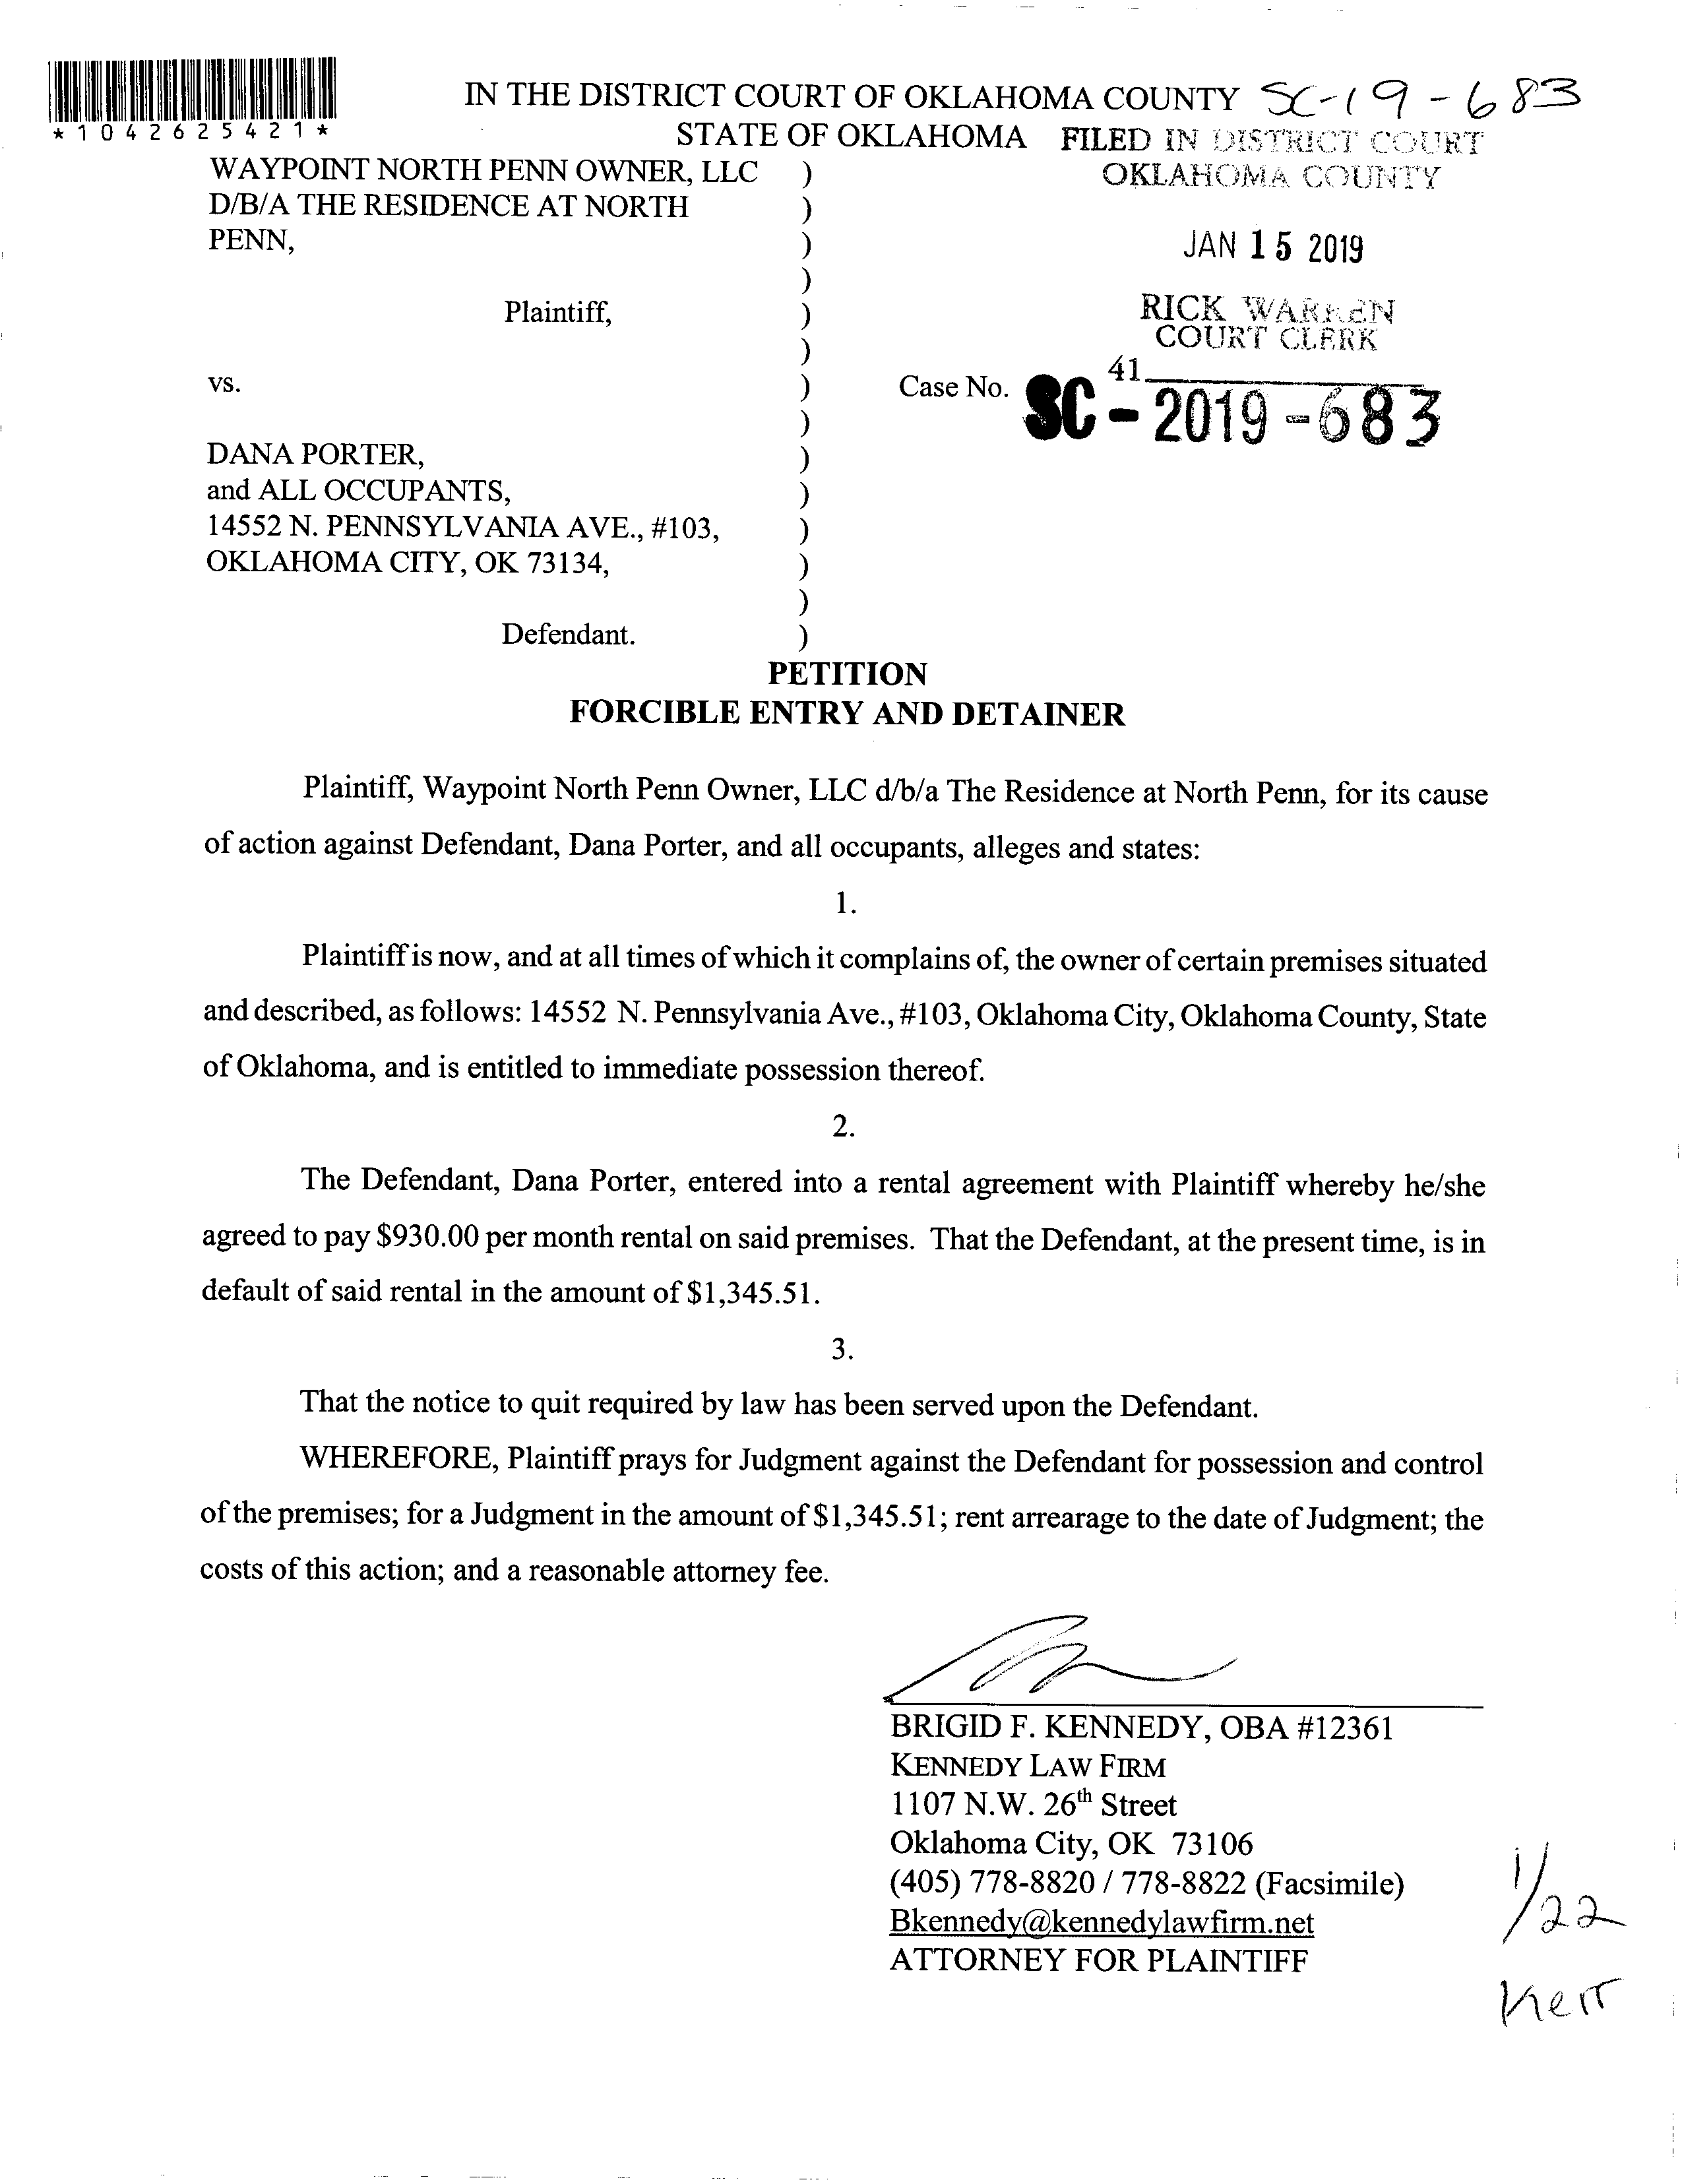 IN THE DISTRICT COURT OF OKLAHOMA COUNTY SC-19-683
*1042625421*
STATE OF OKLAHOMA FILED IN DISTRICT COURT
OKLAHOMA COUNTY
WAYPOINT NORTH PENN OWNER, LLC )
D/B/A THE RESIDENCE AT NORTH )
PENN, )
JAN 15 2019
)
Plaintiff, )
RICK WARREN
COURT CLERK
)
41
vs. ) Case No. SC-2019-683
)
DANA PORTER, )
and ALL OCCUPANTS, )
14552 N. PENNSYLVANIA AVE., #103, )
OKLAHOMA CITY, OK 73134, )
)
Defendant. )
PETITION
FORCIBLE ENTRY AND DETAINER
Plaintiff, Waypoint North Penn Owner, LLC d/b/a The Residence at North Penn, for its cause
of action against Defendant, Dana Porter, and all occupants, alleges and states:
1.
Plaintiff is now, and at all times of which it complains of, the owner of certain premises situated
and described, as follows: 14552 N. Pennsylvania Ave., #103, Oklahoma City, Oklahoma County, State
of Oklahoma, and is entitled to immediate possession thereof.
2.
The Defendant, Dana Porter, entered into a rental agreement with Plaintiff whereby he/she
agreed to pay $930.00 per month rental on said premises. That the Defendant, at the present time, is in
default of said rental in the amount of $1,345.51.
3.
That the notice to quit required by law has been served upon the Defendant.
WHEREFORE, Plaintiff prays for Judgment against the Defendant for possession and control
of the premises; for a Judgment in the amount of $1,345.51; rent arrearage to the date of Judgment; the
costs of this action; and a reasonable attorney fee.
BRIGID F. KENNEDY, OBA #12361
KENNEDY LAW FIRM
1107 N.W. 26th Street
Oklahoma City, OK 73106
(405) 778-8820 / 778-8822 (Facsimile)
Bkennedy@kennedylawfirm.net
ATTORNEY FOR PLAINTIFF
1/22
Kerr